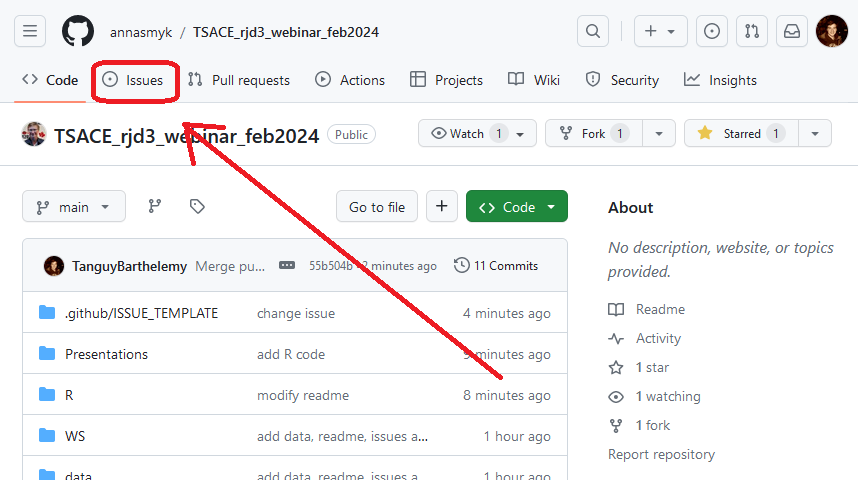 annasmyk / TSACE_rjd3_webinar_feb2024
Code Issues Pull requests Actions Projects Wiki Security Insights
TSACE_rjd3_webinar_feb2024 Public Watch 1 Fork 1 Starred 1
main Go to file Code
TanguyBarthelemy Merge pu... 55b504b · 2 minutes ago 11 Commits
.github/ISSUE_TEMPLATE change issue 4 minutes ago
Presentations add R code 9 minutes ago
R modify readme 8 minutes ago
WS add data, readme, issues a... 1 hour ago
data add data, readme, issues a... 1 hour ago
About
No description, website, or topics
provided.
Readme
Activity
1 star
1 watching
1 fork
Report repository